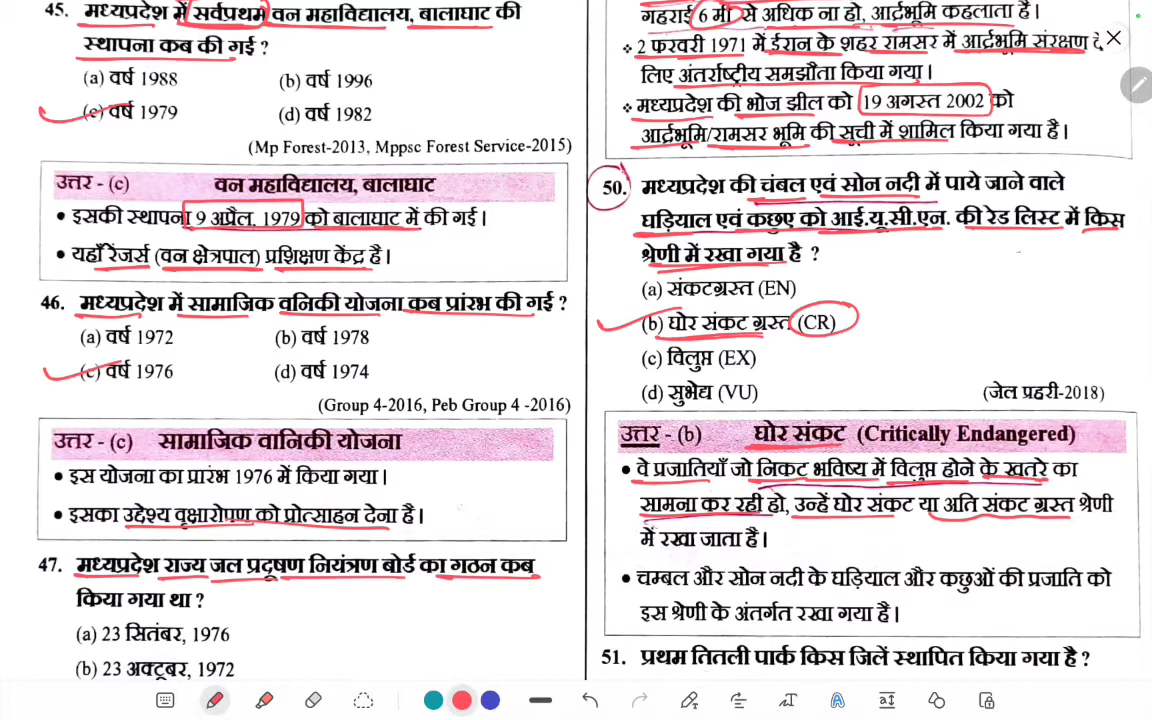 45. मध्यप्रदेश में सर्वप्रथम वन महाविद्यालय, बालाघाट की
स्थापना कब की गई ?
(a) वर्ष 1988 (b) वर्ष 1996
(c) वर्ष 1979 (d) वर्ष 1982
(Mp Forest-2013, Mppsc Forest Service-2015)
उत्तर - (c) वन महाविद्यालय, बालाघाट
• इसकी स्थापना 9 अप्रैल, 1979 को बालाघाट में की गई।
• यहाँ रेंजर्स (वन क्षेत्रपाल) प्रशिक्षण केंद्र है।
46. मध्यप्रदेश में सामाजिक वनिकी योजना कब प्रांरभ की गई ?
(a) वर्ष 1972 (b) वर्ष 1978
(c) वर्ष 1976 (d) वर्ष 1974
(Group 4-2016, Peb Group 4 -2016)
उत्तर - (c) सामाजिक वानिकी योजना
• इस योजना का प्रारंभ 1976 में किया गया।
• इसका उद्देश्य वृक्षारोपण को प्रोत्साहन देना है।
47. मध्यप्रदेश राज्य जल प्रदूषण नियंत्रण बोर्ड का गठन कब
किया गया था ?
(a) 23 सितंबर, 1976
(b) 23 अक्टूबर, 1972
गहराई 6 मी से अधिक ना हो, आर्द्रभूमि कहलाता है।
❖ 2 फरवरी 1971 में ईरान के शहर रामसर में आर्द्रभूमि संरक्षण
लिए अंतर्राष्ट्रीय समझौता किया गया।
❖ मध्यप्रदेश की भोज झील को 19 अगस्त 2002 को
आर्द्रभूमि/रामसर भूमि की सूची में शामिल किया गया है।
50. मध्यप्रदेश की चंबल एवं सोन नदी में पाये जाने वाले
घड़ियाल एवं कछुए को आई.यू.सी.एन. की रेड लिस्ट में किस
श्रेणी में रखा गया है ?
(a) संकटग्रस्त (EN)
(b) घोर संकट ग्रस्त (CR)
(c) विलुप्त (EX)
(d) सुभेद्य (VU) (जेल प्रहरी-2018)
उत्तर - (b) घोर संकट (Critically Endangered)
• वे प्रजातियाँ जो निकट भविष्य में विलुप्त होने के खतरे का
सामना कर रही हो, उन्हें घोर संकट या अति संकट ग्रस्त श्रेणी
में रखा जाता है।
• चम्बल और सोन नदी के घड़ियाल और कछुओं की प्रजाति को
इस श्रेणी के अंतर्गत रखा गया है।
51. प्रथम तितली पार्क किस जिलें स्थापित किया गया है ?